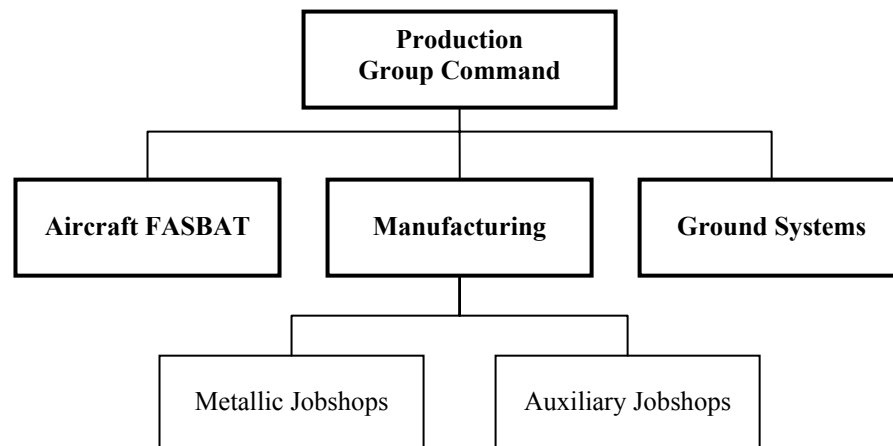 Production
Group Command
Aircraft FASBAT
Manufacturing
Ground Systems
Metallic Jobshops
Auxiliary Jobshops